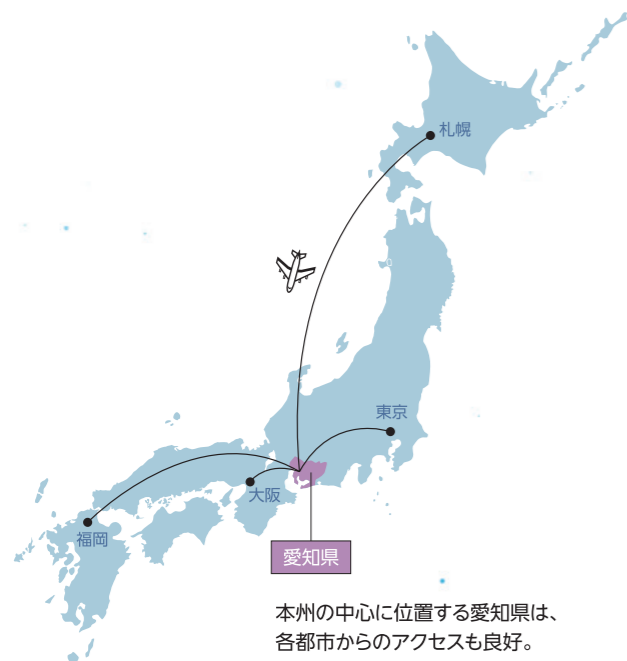 札幌
東京
大阪
福岡
愛知県
本州の中心に位置する愛知県は、
各都市からのアクセスも良好。